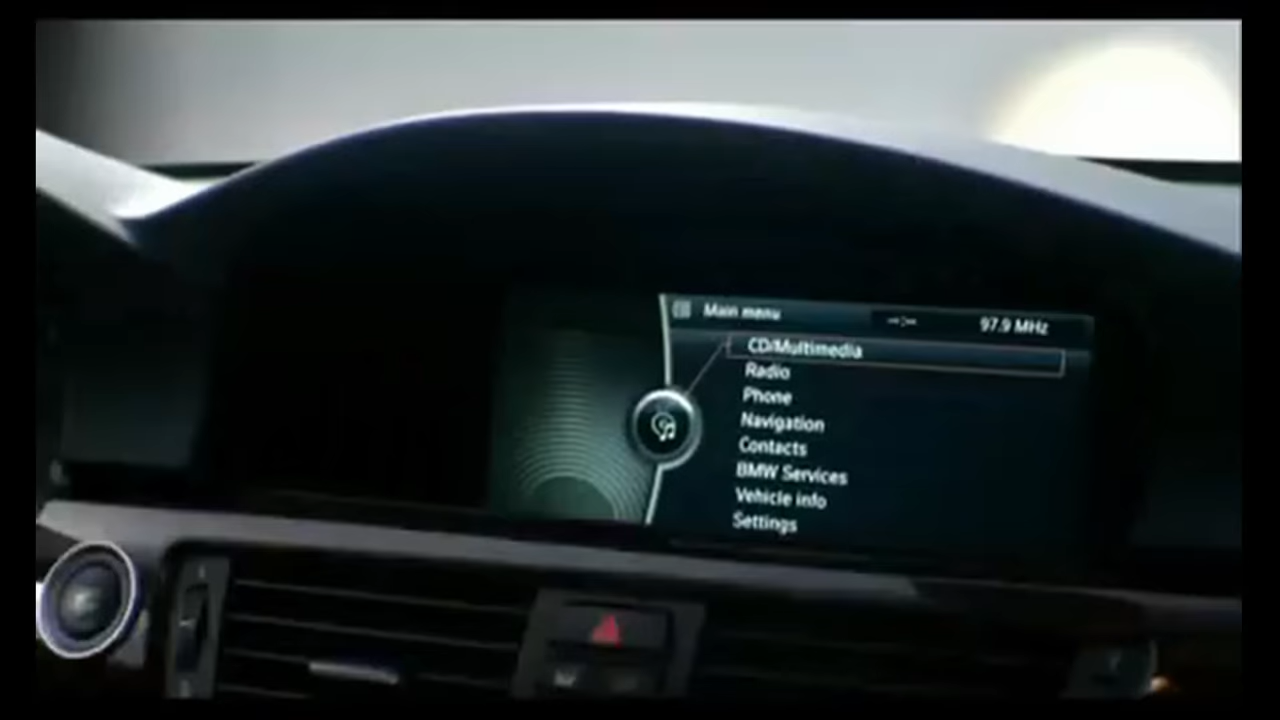 Main menu
97.9 MHz
CD/Multimedia
Radio
Phone
Navigation
Contacts
BMW Services
Vehicle info
Settings